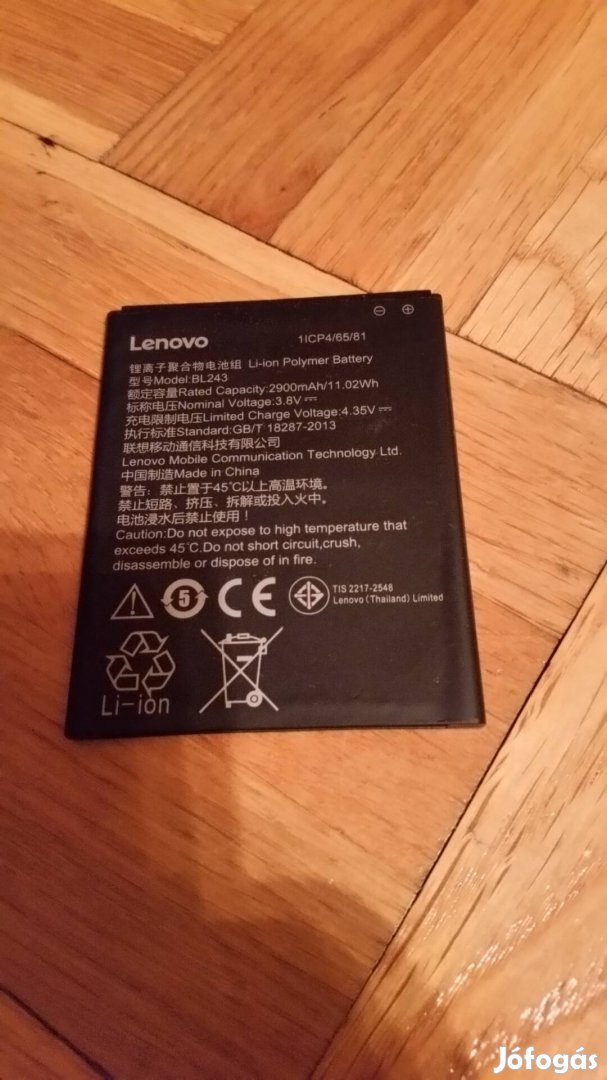 Lenovo
1ICP4/65/81
锂离子聚合物电池组 Li-ion Polymer Battery
型号Model:BL243
额定容量Rated Capacity:2900mAh/11.02Wh
标称电压Nominal Voltage:3.8V
充电限制电压Limited Charge Voltage:4.35V
执行标准Standard:GB/T 18287-2013
联想移动通信科技有限公司
Lenovo Mobile Communication Technology Ltd.
中国制造Made in China
警告：禁止置于45℃以上高温环境。
禁止短路、挤压、拆解或投入火中。
电池浸水后禁止使用！
Caution:Do not expose to high temperature that
exceeds 45℃.Do not short circuit,crush,
disassemble or dispose of in fire.
5
CE
TIS 2217-2548
Lenovo (Thailand) Limited
Li-ion
Jófogás